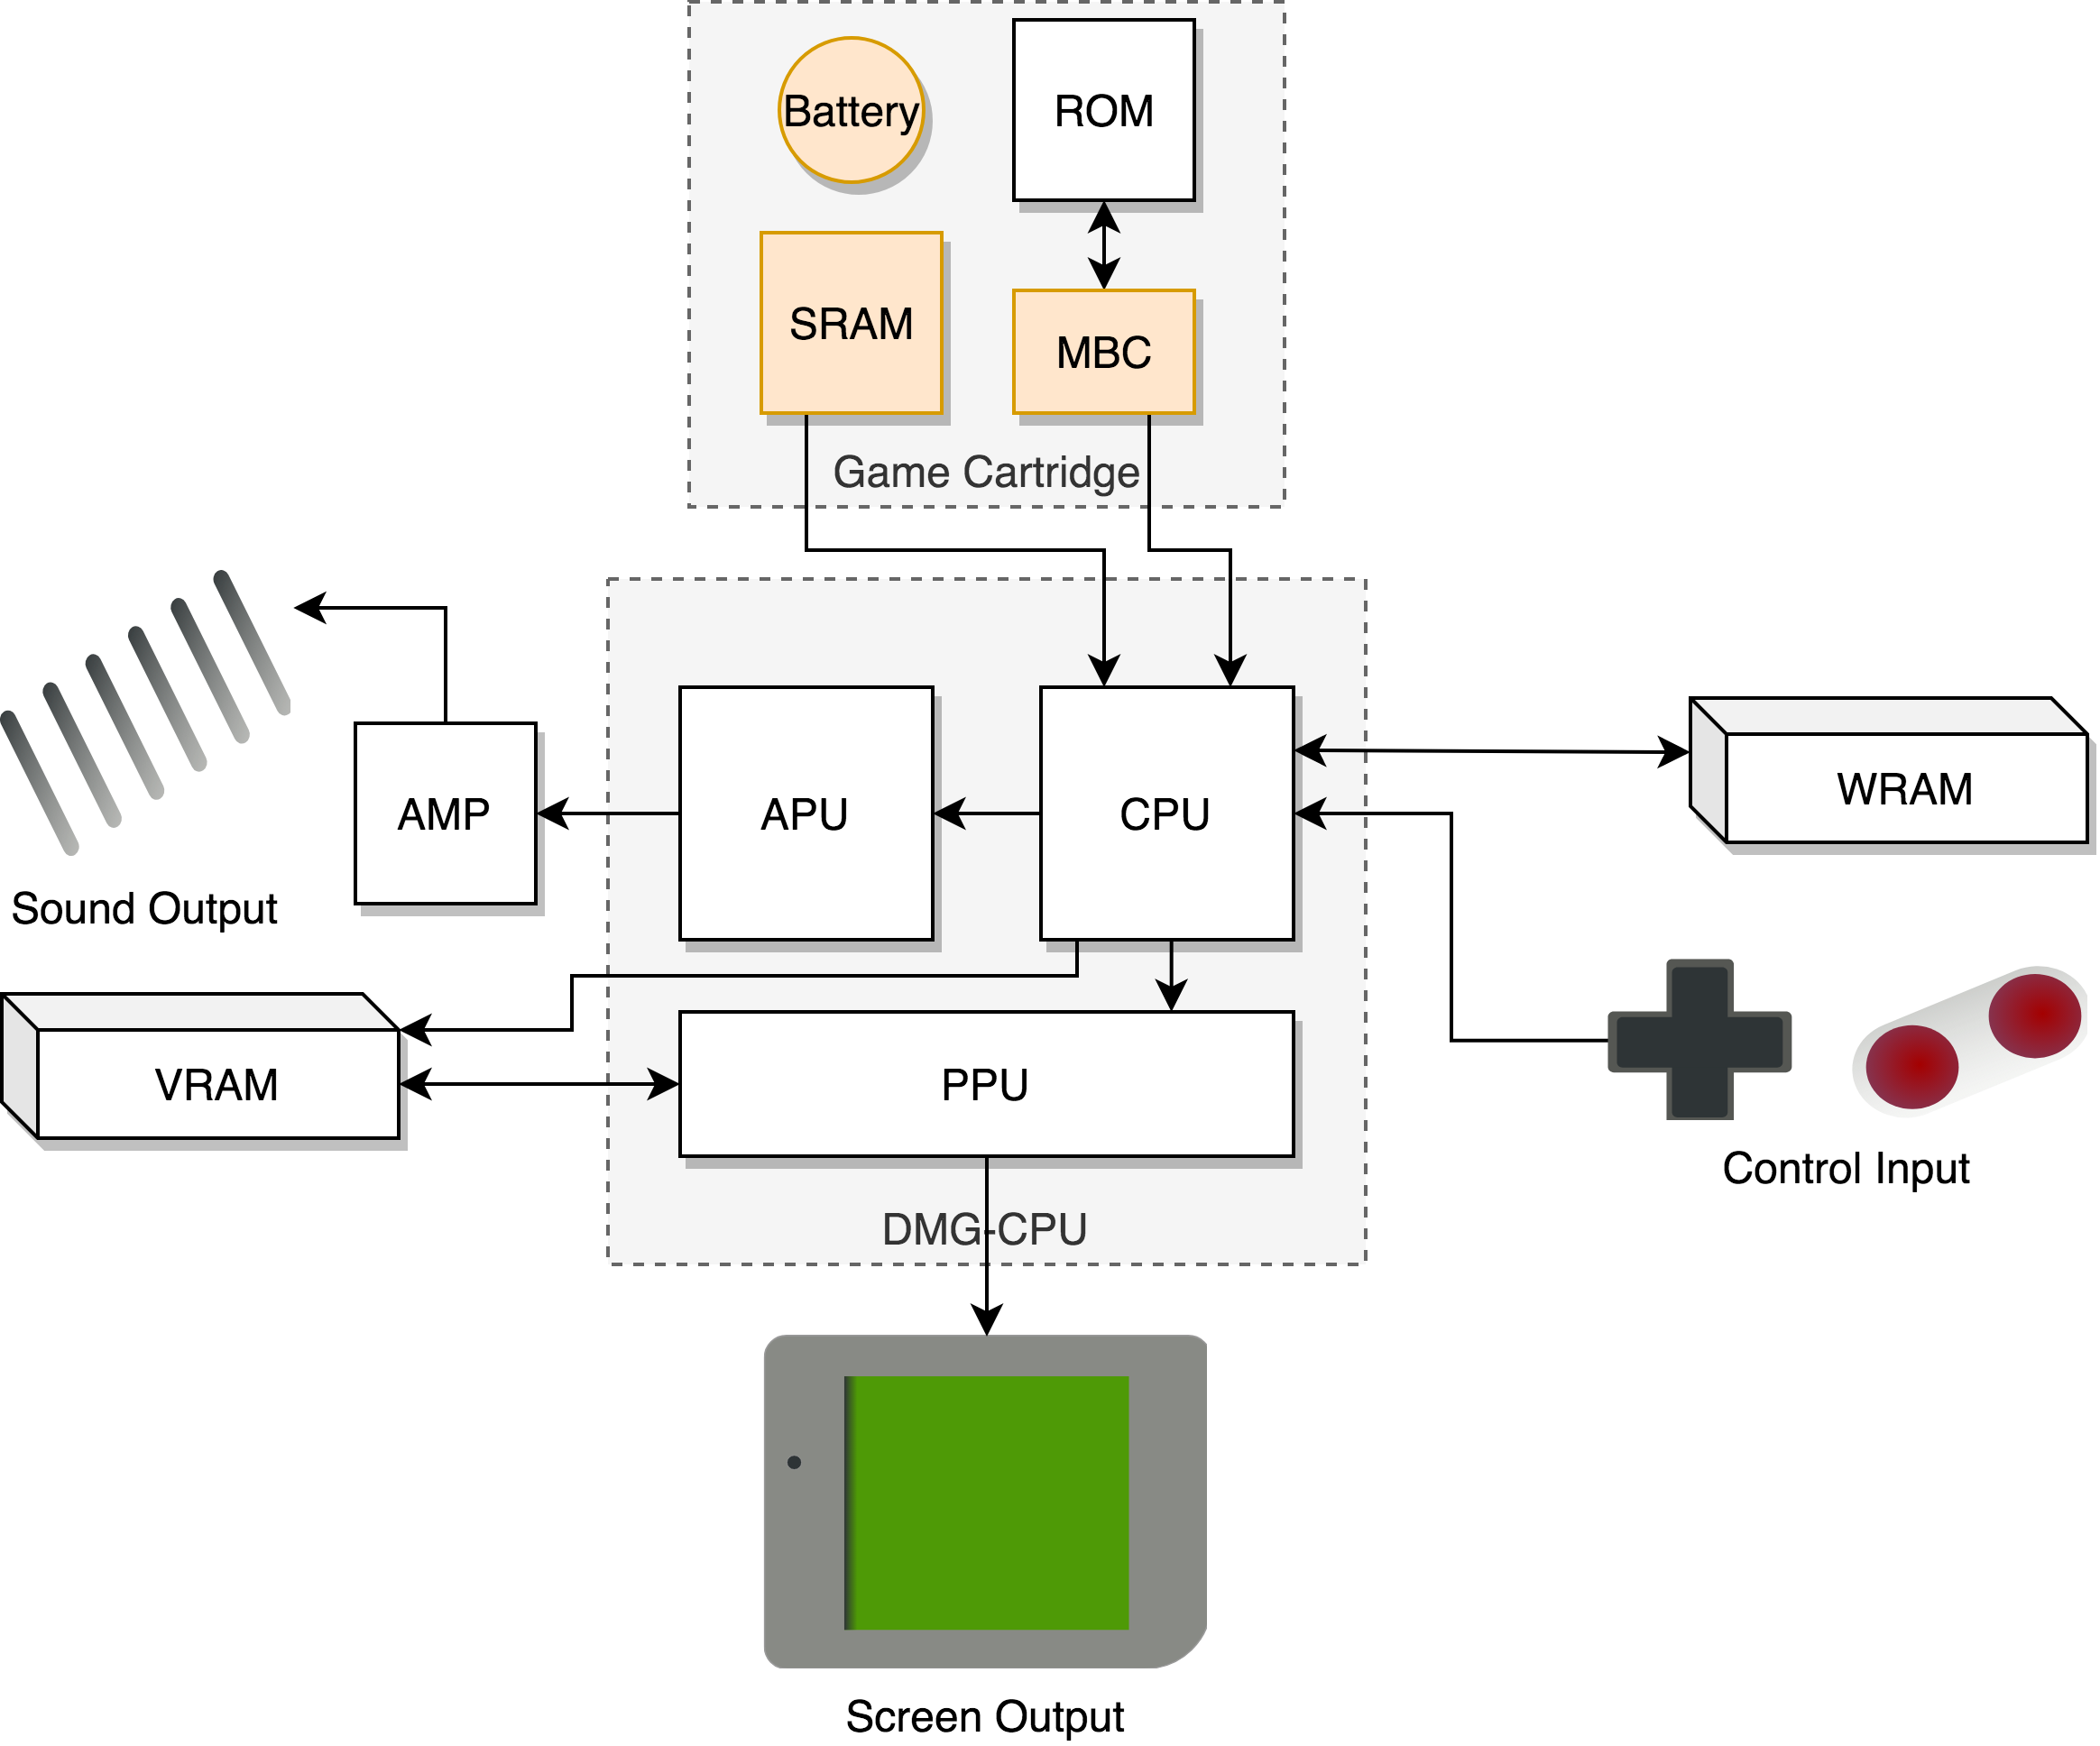 Battery
ROM
SRAM
MBC
Game Cartridge
AMP
APU
CPU
WRAM
Sound Output
VRAM
PPU
Control Input
DMG-CPU
Screen Output